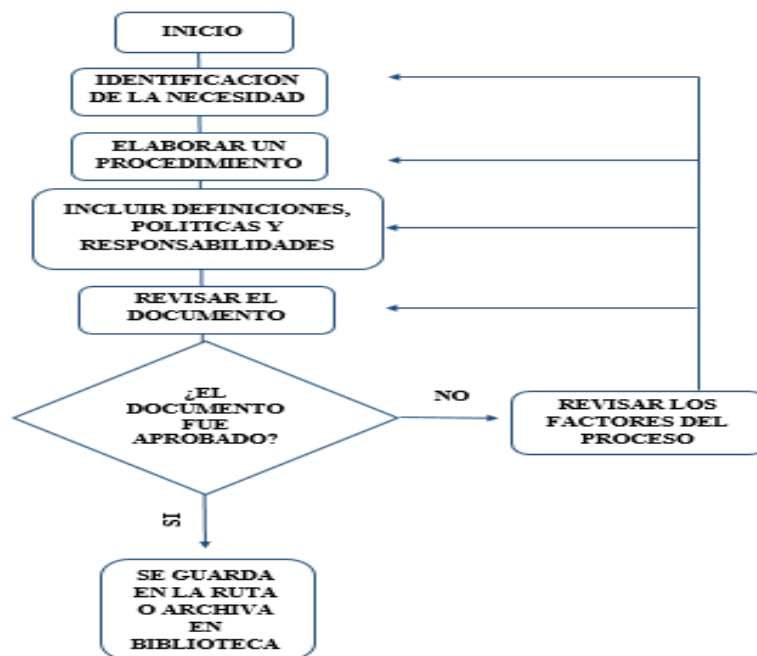 INICIO
IDENTIFICACION
DE LA NECESIDAD
ELABORAR UN
PROCEDIMIENTO
INCLUIR DEFINICIONES,
POLITICAS Y
RESPONSABILIDADES
REVISAR EL
DOCUMENTO
¿EL
DOCUMENTO
FUE
APROBADO?
NO
REVISAR LOS
FACTORES DEL
PROCESO
SI
SE GUARDA
EN LA RUTA
O ARCHIVA
EN
BIBLIOTECA